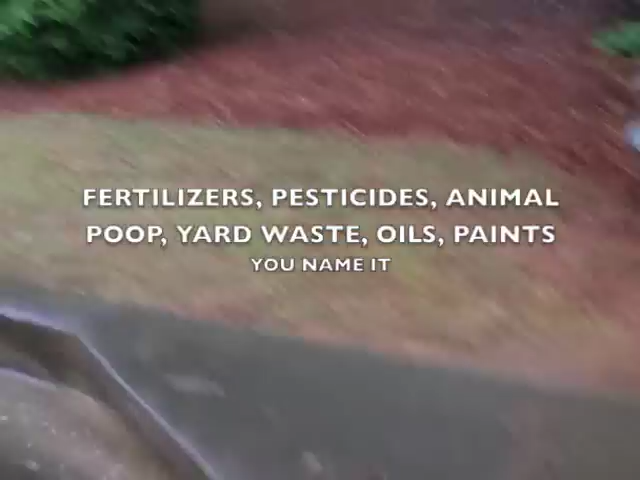 FERTILIZERS, PESTICIDES, ANIMAL
POOP, YARD WASTE, OILS, PAINTS
YOU NAME IT